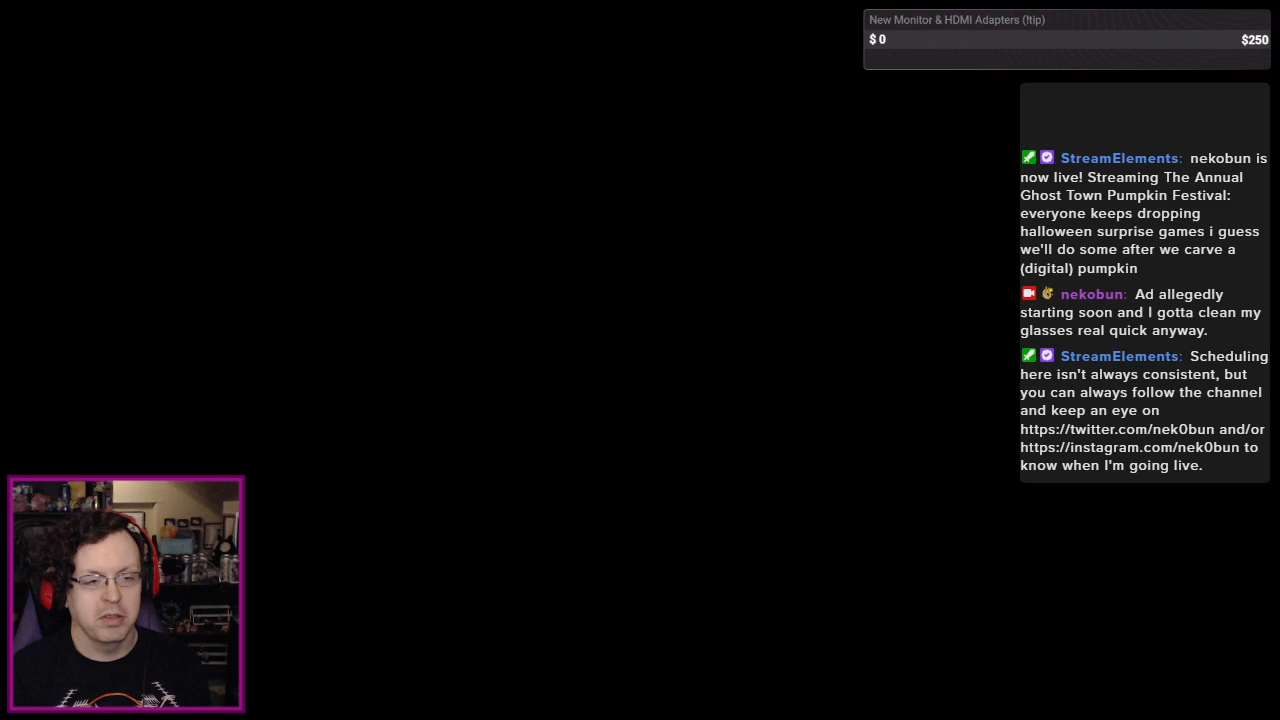 New Monitor & HDMI Adapters (!tip)
$ 0 $250
StreamElements: nekobun is
now live! Streaming The Annual
Ghost Town Pumpkin Festival:
everyone keeps dropping
halloween surprise games i guess
we'll do some after we carve a
(digital) pumpkin
nekobun: Ad allegedly
starting soon and I gotta clean my
glasses real quick anyway.
StreamElements: Scheduling
here isn't always consistent, but
you can always follow the channel
and keep an eye on
https://twitter.com/nek0bun and/or
https://instagram.com/nek0bun to
know when I'm going live.